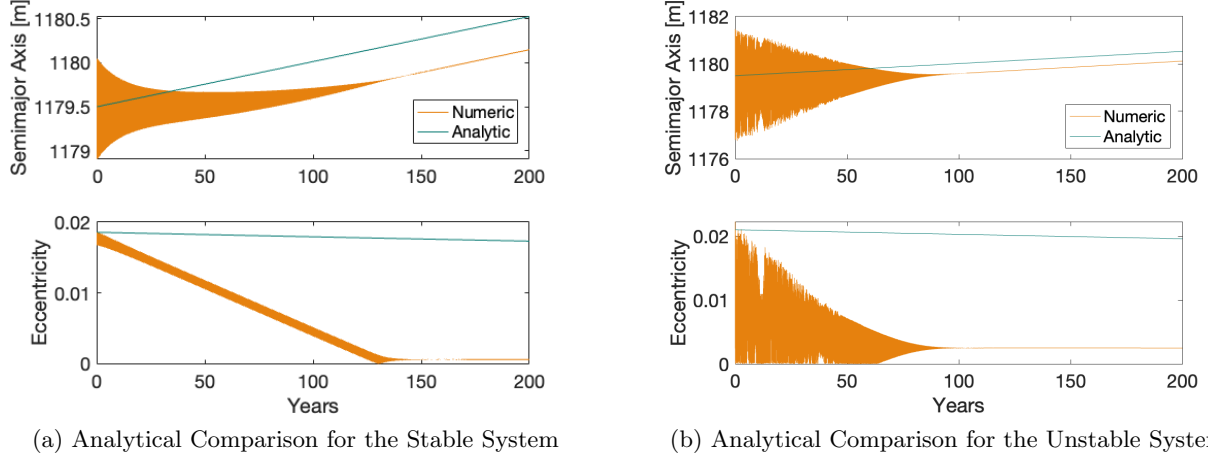 Semimajor Axis [m]
1180.5
1180
1179.5
1179
0 50 100 150 200
Numeric
Analytic
Eccentricity
0.02
0.01
0
0 50 100 150 200
Years
(a) Analytical Comparison for the Stable System
Semimajor Axis [m]
1182
1180
1178
1176
0 50 100 150 200
Numeric
Analytic
Eccentricity
0.02
0.01
0
0 50 100 150 200
Years
(b) Analytical Comparison for the Unstable System